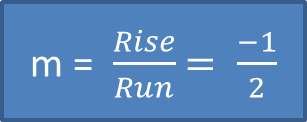 m = Rise/Run = -1/2